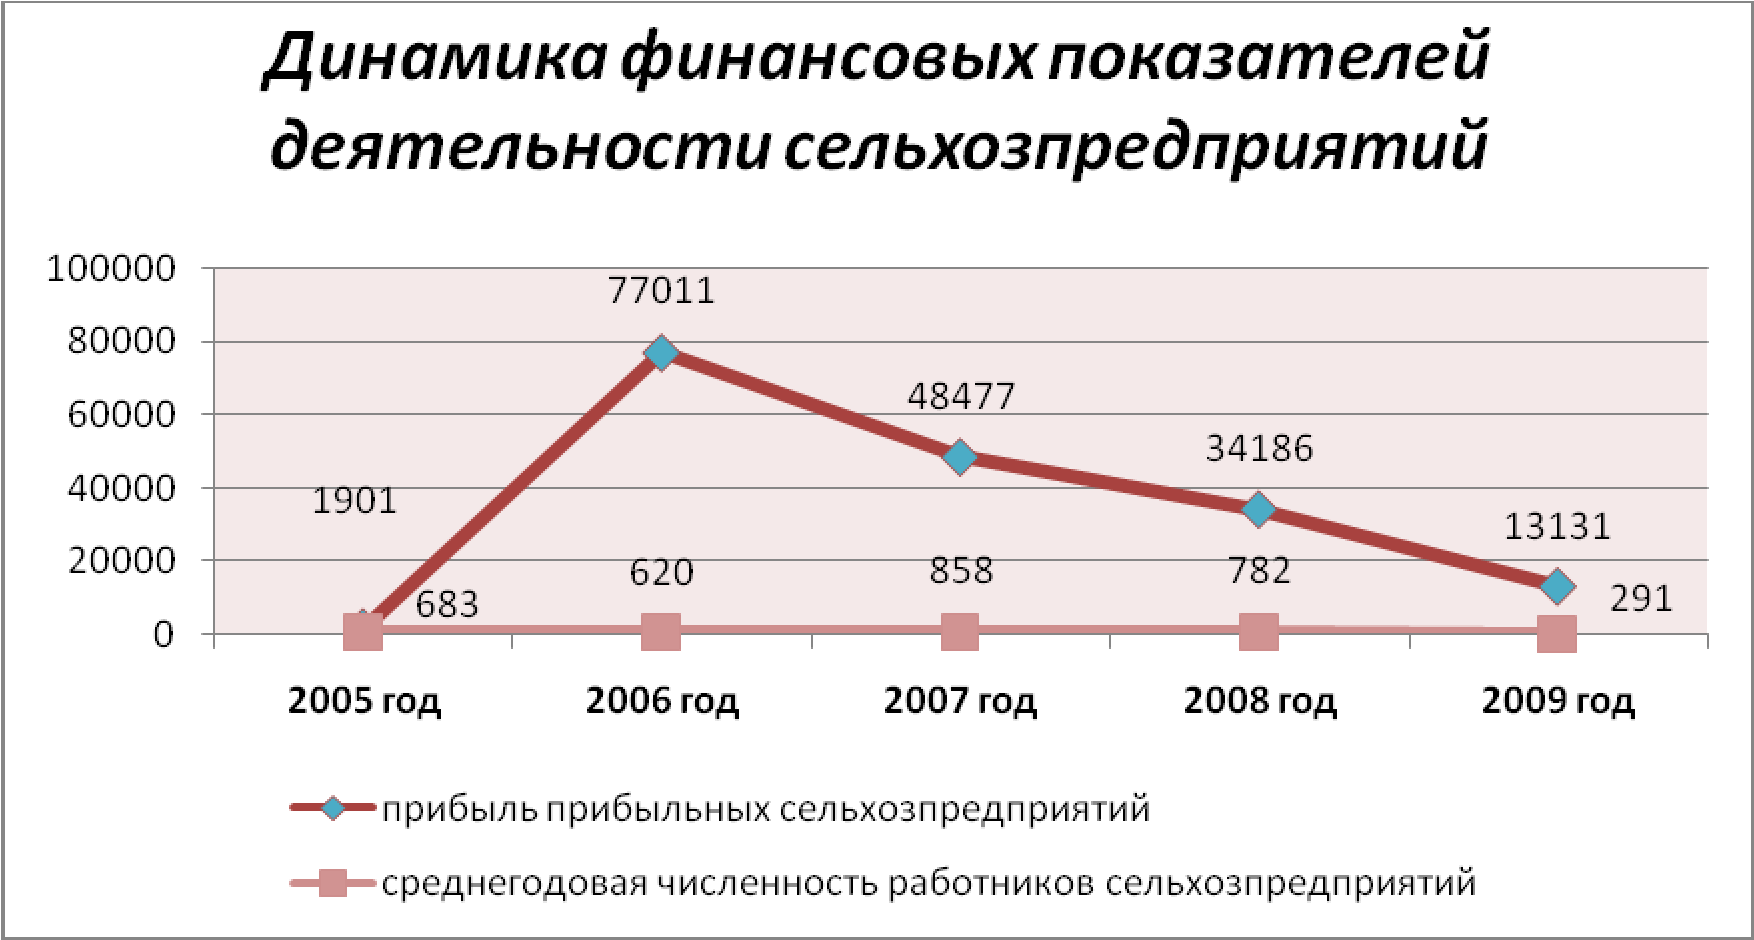 Динамика финансовых показателей
деятельности сельхозпредприятий
100000
80000
60000
40000
20000
0
77011
48477
34186
1901
13131
683
620
858
782
291
2005 год
2006 год
2007 год
2008 год
2009 год
прибыль прибыльных сельхозпредприятий
среднегодовая численность работников сельхозпредприятий